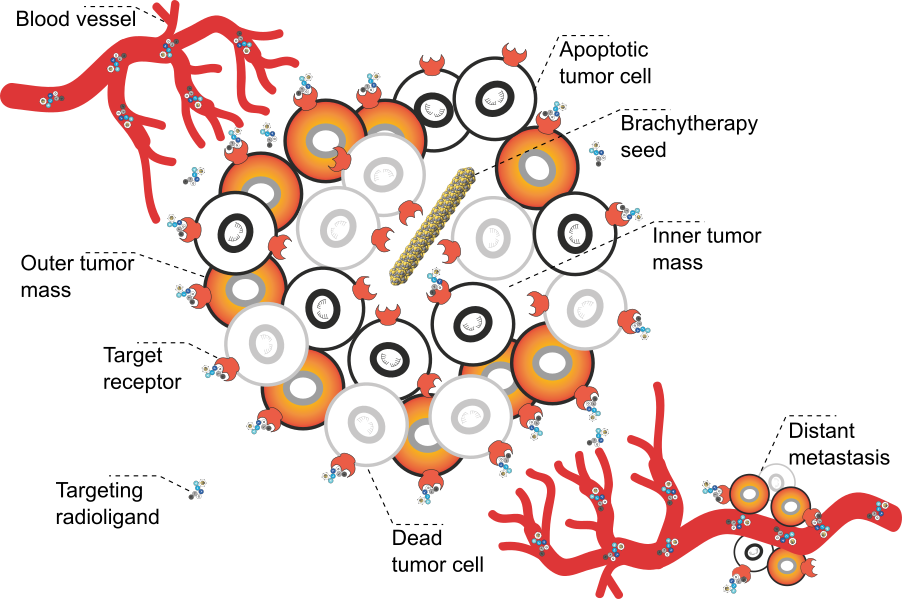 Blood vessel
Apoptotic
tumor cell
Brachytherapy
seed
Inner tumor
mass
Outer tumor
mass
Target
receptor
Distant
metastasis
Targeting
radioligand
Dead
tumor cell